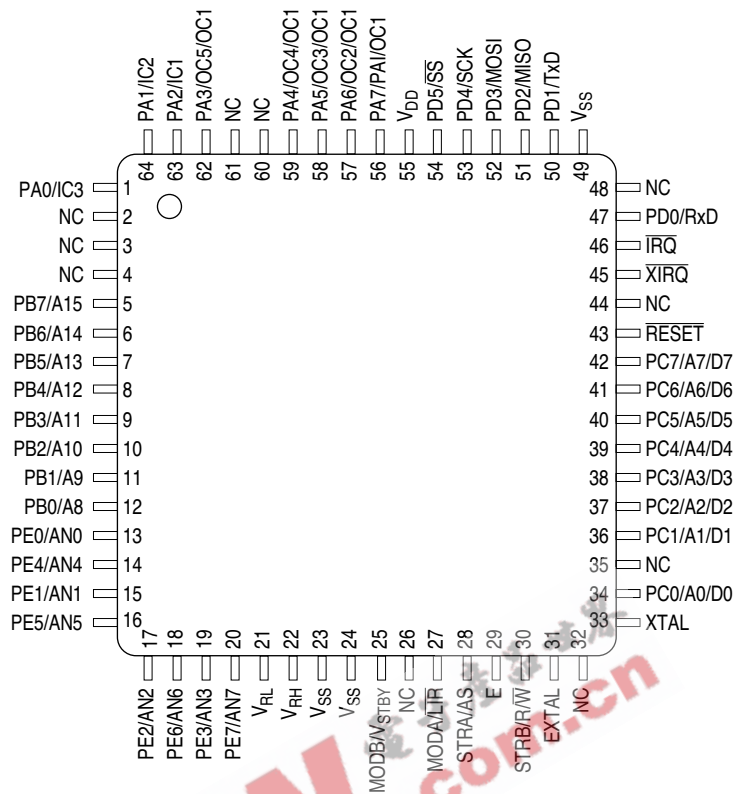 PA1/IC2
PA2/IC1
PA3/OC5/OC1
NC
NC
PA4/OC4/OC1
PA5/OC3/OC1
PA6/OC2/OC1
PA7/PAI/OC1
VDD
PD5/SS
PD4/SCK
PD3/MOSI
PD2/MISO
PD1/TxD
VSS
64 63 62 61 60 59 58 57 56 55 54 53 52 51 50 49
PA0/IC3 1
NC 2
NC 3
NC 4
PB7/A15 5
PB6/A14 6
PB5/A13 7
PB4/A12 8
PB3/A11 9
PB2/A10 10
PB1/A9 11
PB0/A8 12
PE0/AN0 13
PE4/AN4 14
PE1/AN1 15
PE5/AN5 16
48 NC
47 PD0/RxD
46 IRQ
45 XIRQ
44 NC
43 RESET
42 PC7/A7/D7
41 PC6/A6/D6
40 PC5/A5/D5
39 PC4/A4/D4
38 PC3/A3/D3
37 PC2/A2/D2
36 PC1/A1/D1
35 NC
34 PC0/A0/D0
33 XTAL
17 18 19 20 21 22 23 24 25 26 27 28 29 30 31 32
PE2/AN2
PE6/AN6
PE3/AN3
PE7/AN7
VRL
VRH
VSS
VSS
MODB/VSTBY
NC
MODA/LIR
STRA/AS
E
STRB/R/W
EXTAL
NC
com.cn